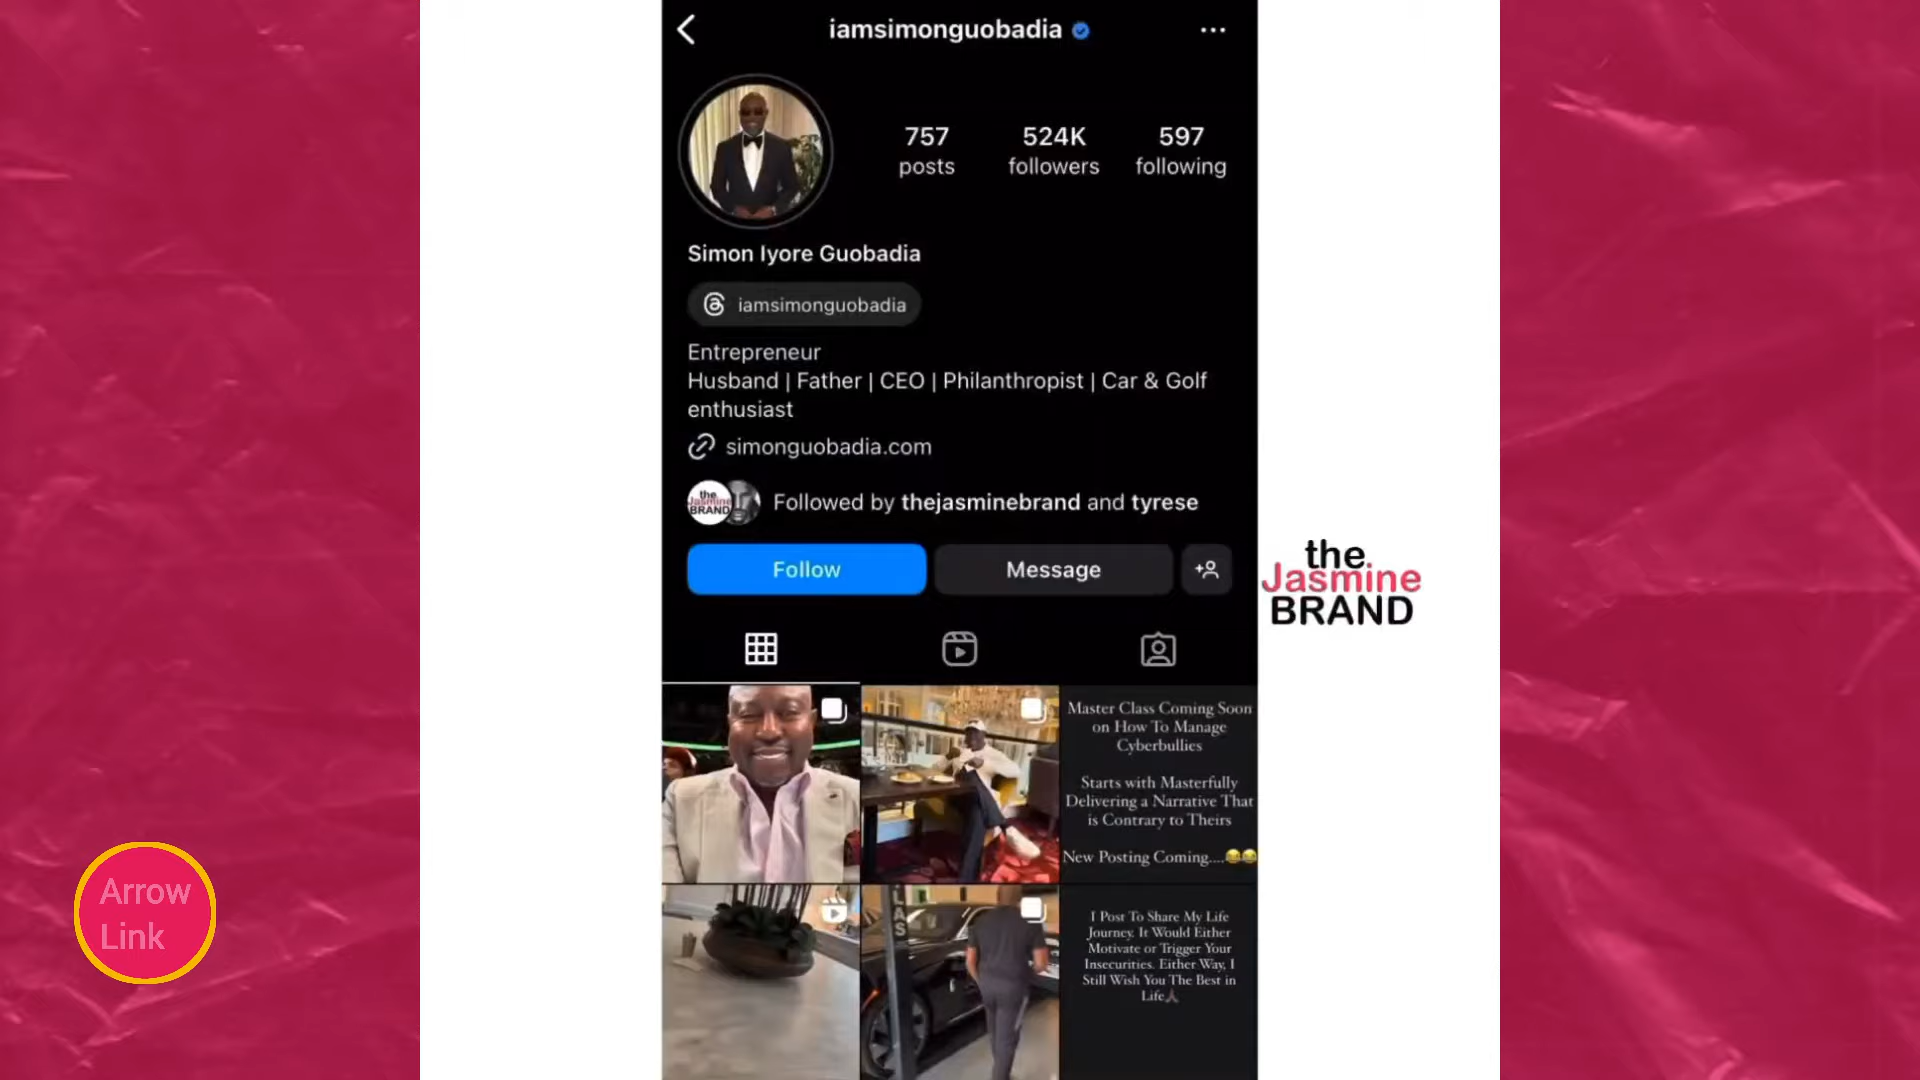 iamsimonguobadia
757
posts
524K
followers
597
following
Simon Iyore Guobadia
iamsimonguobadia
Entrepreneur
Husband | Father | CEO | Philanthropist | Car & Golf
enthusiast
simonguobadia.com
the
Jasmine
BRAND
Followed by thejasminebrand and tyrese
Follow
Message
the
Jasmine
BRAND
Master Class Coming Soon
on How To Manage
Cyberbullies
Starts with Masterfully
Delivering a Narrative That
is Contrary to Theirs
New Posting Coming....😂😂
LAS
I Post To Share My Life
Journey. It Would Either
Motivate or Trigger Your
Insecurities. Either Way, I
Still Wish You The Best in
Life🙏🏿
Arrow
Link